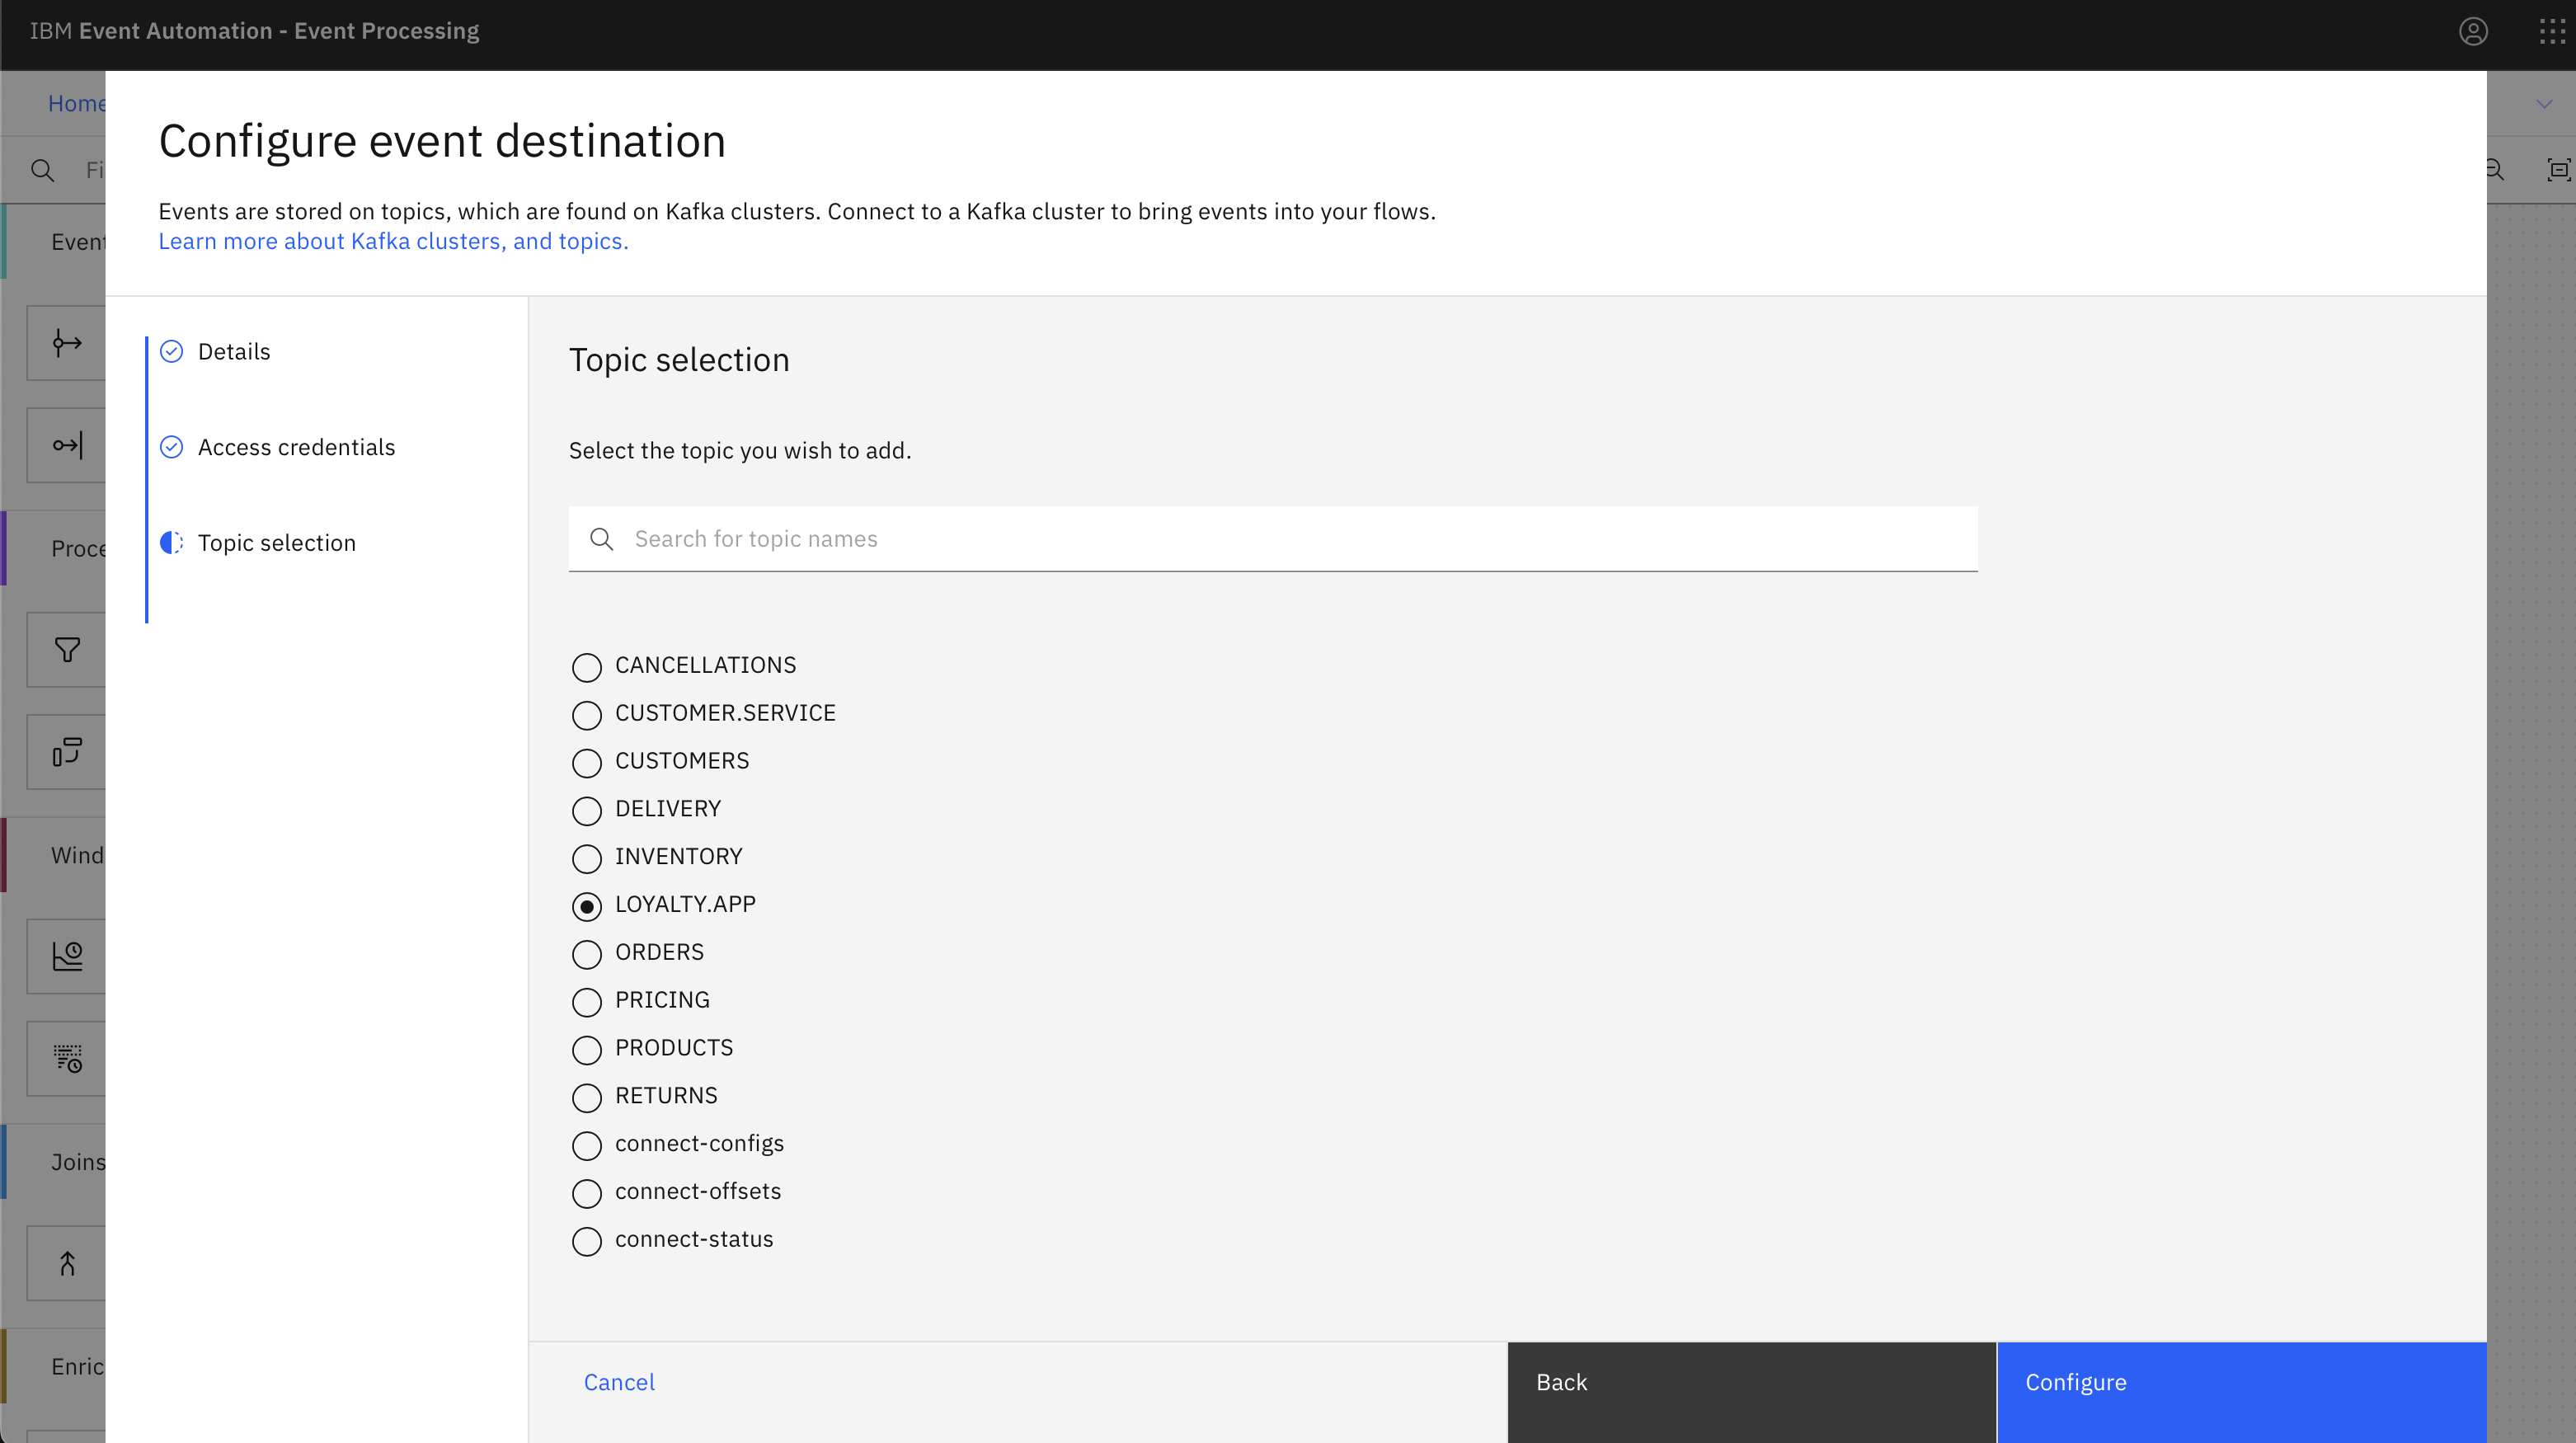 IBM Event Automation - Event Processing
Home
Configure event destination
Events are stored on topics, which are found on Kafka clusters. Connect to a Kafka cluster to bring events into your flows.
Learn more about Kafka clusters, and topics.
Fi
Event
Proce
Wind
Joins
Enric
Details
Access credentials
Topic selection
Topic selection
Select the topic you wish to add.
Search for topic names
CANCELLATIONS
CUSTOMER.SERVICE
CUSTOMERS
DELIVERY
INVENTORY
LOYALTY.APP
ORDERS
PRICING
PRODUCTS
RETURNS
connect-configs
connect-offsets
connect-status
Cancel
Back
Configure